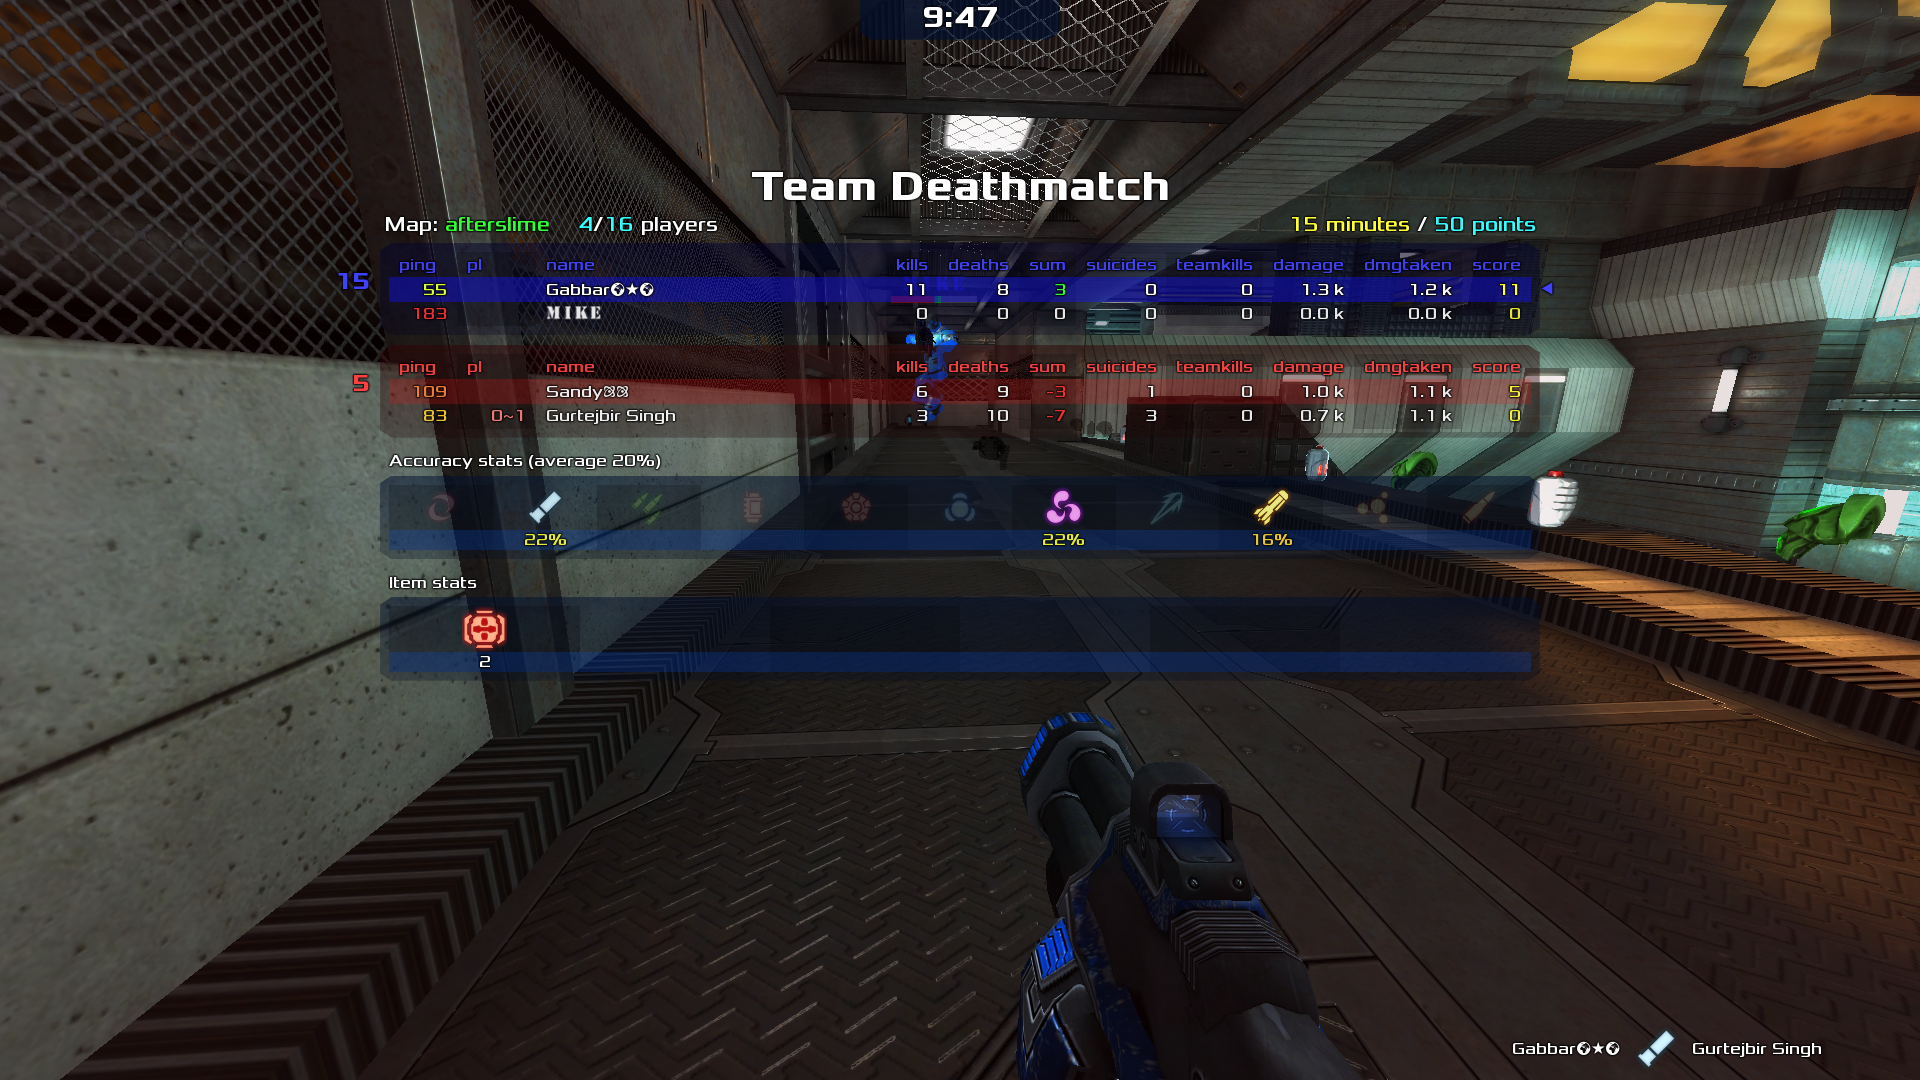 9:47
Team Deathmatch
Map: afterslime 4/16 players 15 minutes / 50 points
15
ping pl name kills deaths sum suicides teamkills damage dmgtaken score
55 Gabbar🌍★🌍 11 8 3 0 0 1.3 k 1.2 k 11
183 MIKE 0 0 0 0 0 0.0 k 0.0 k 0
5
ping pl name kills deaths sum suicides teamkills damage dmgtaken score
109 Sandy 6 9 -3 1 0 1.0 k 1.1 k 5
83 0~1 Gurtejbir Singh 3 10 -7 3 0 0.7 k 1.1 k 0
Accuracy stats (average 20%)
22% 22% 16%
Item stats
2
Gabbar🌍★🌍 Gurtejbir Singh